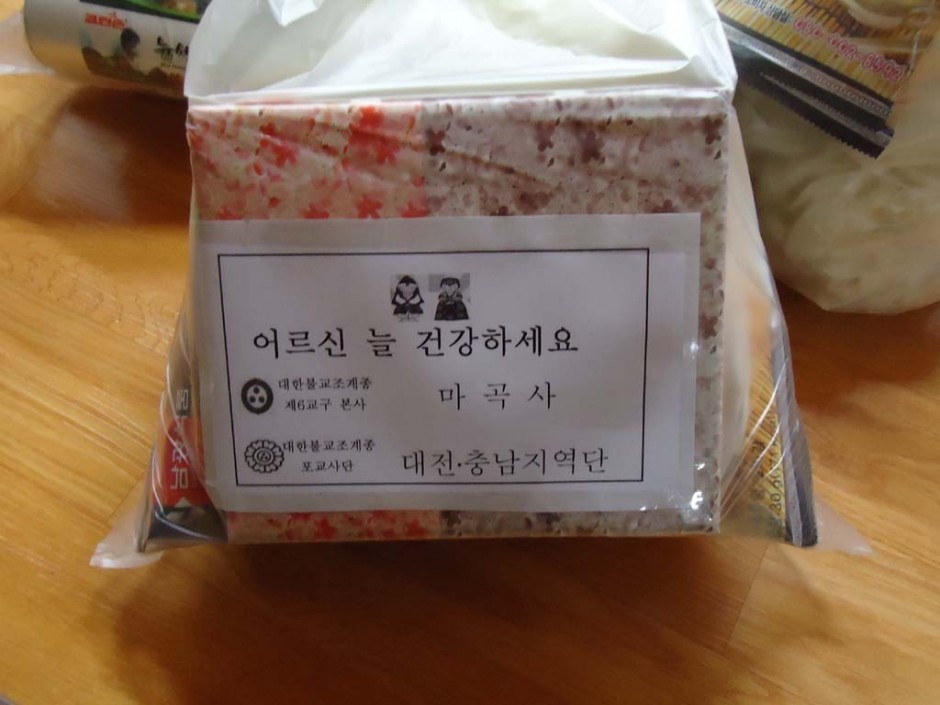 어르신 늘 건강하세요
대한불교조계종
제6교구 본사
마 곡 사
대한불교조계종
포교사단
대전·충남지역단